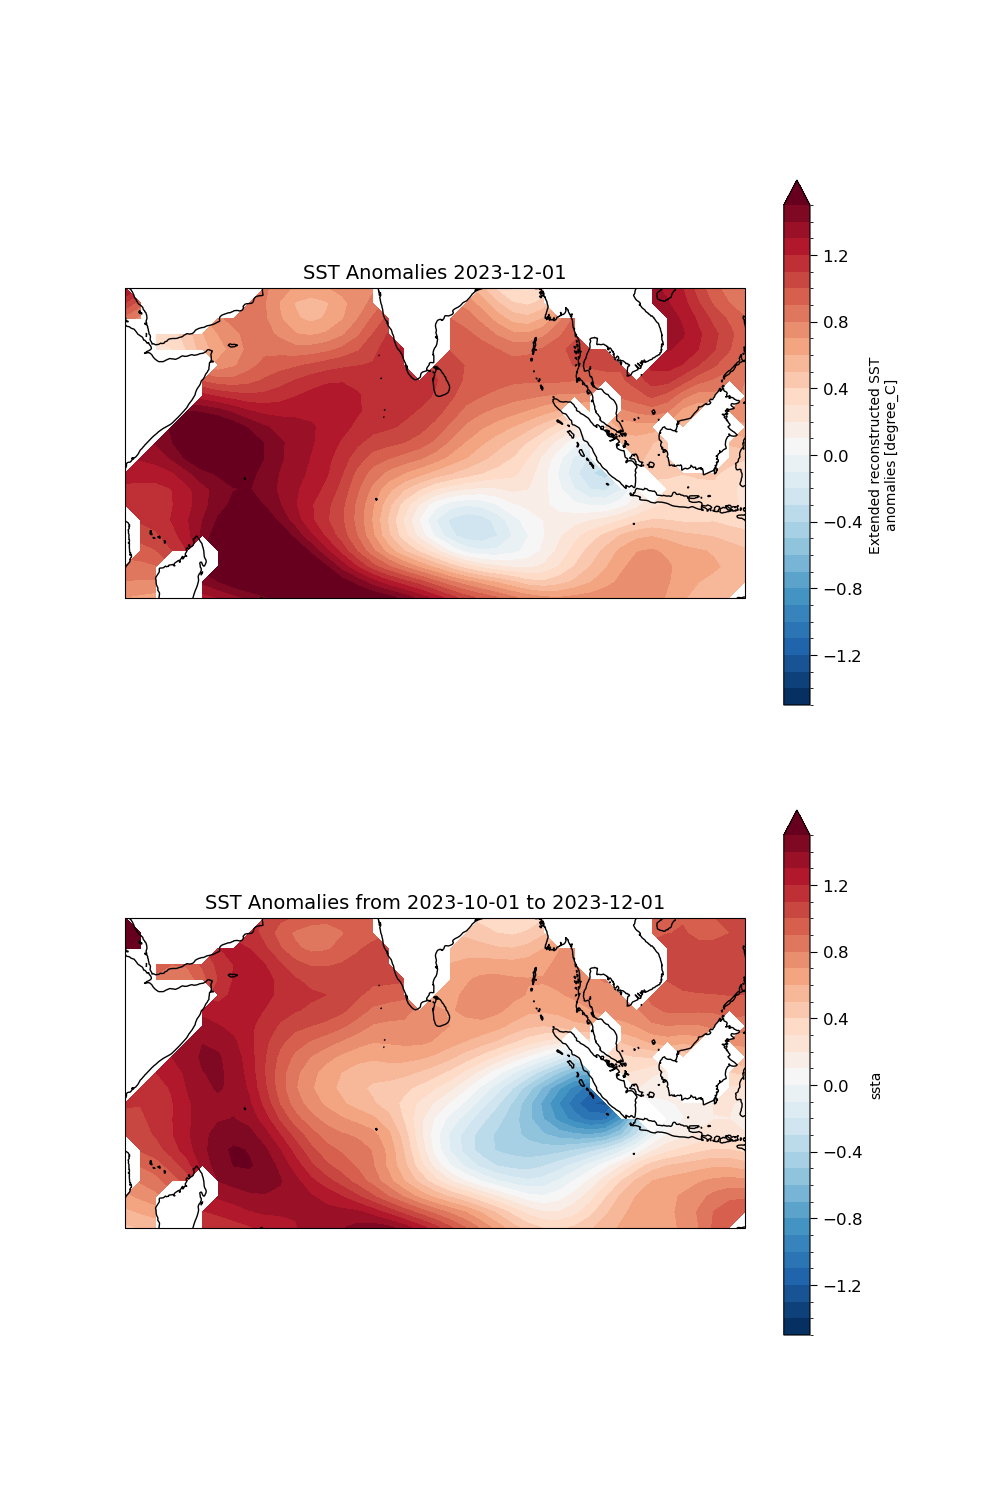 SST Anomalies 2023-12-01
1.2
0.8
0.4
0.0
−0.4
−0.8
−1.2
Extended reconstructed SST
anomalies [degree_C]
SST Anomalies from 2023-10-01 to 2023-12-01
1.2
0.8
0.4
0.0
−0.4
−0.8
−1.2
ssta